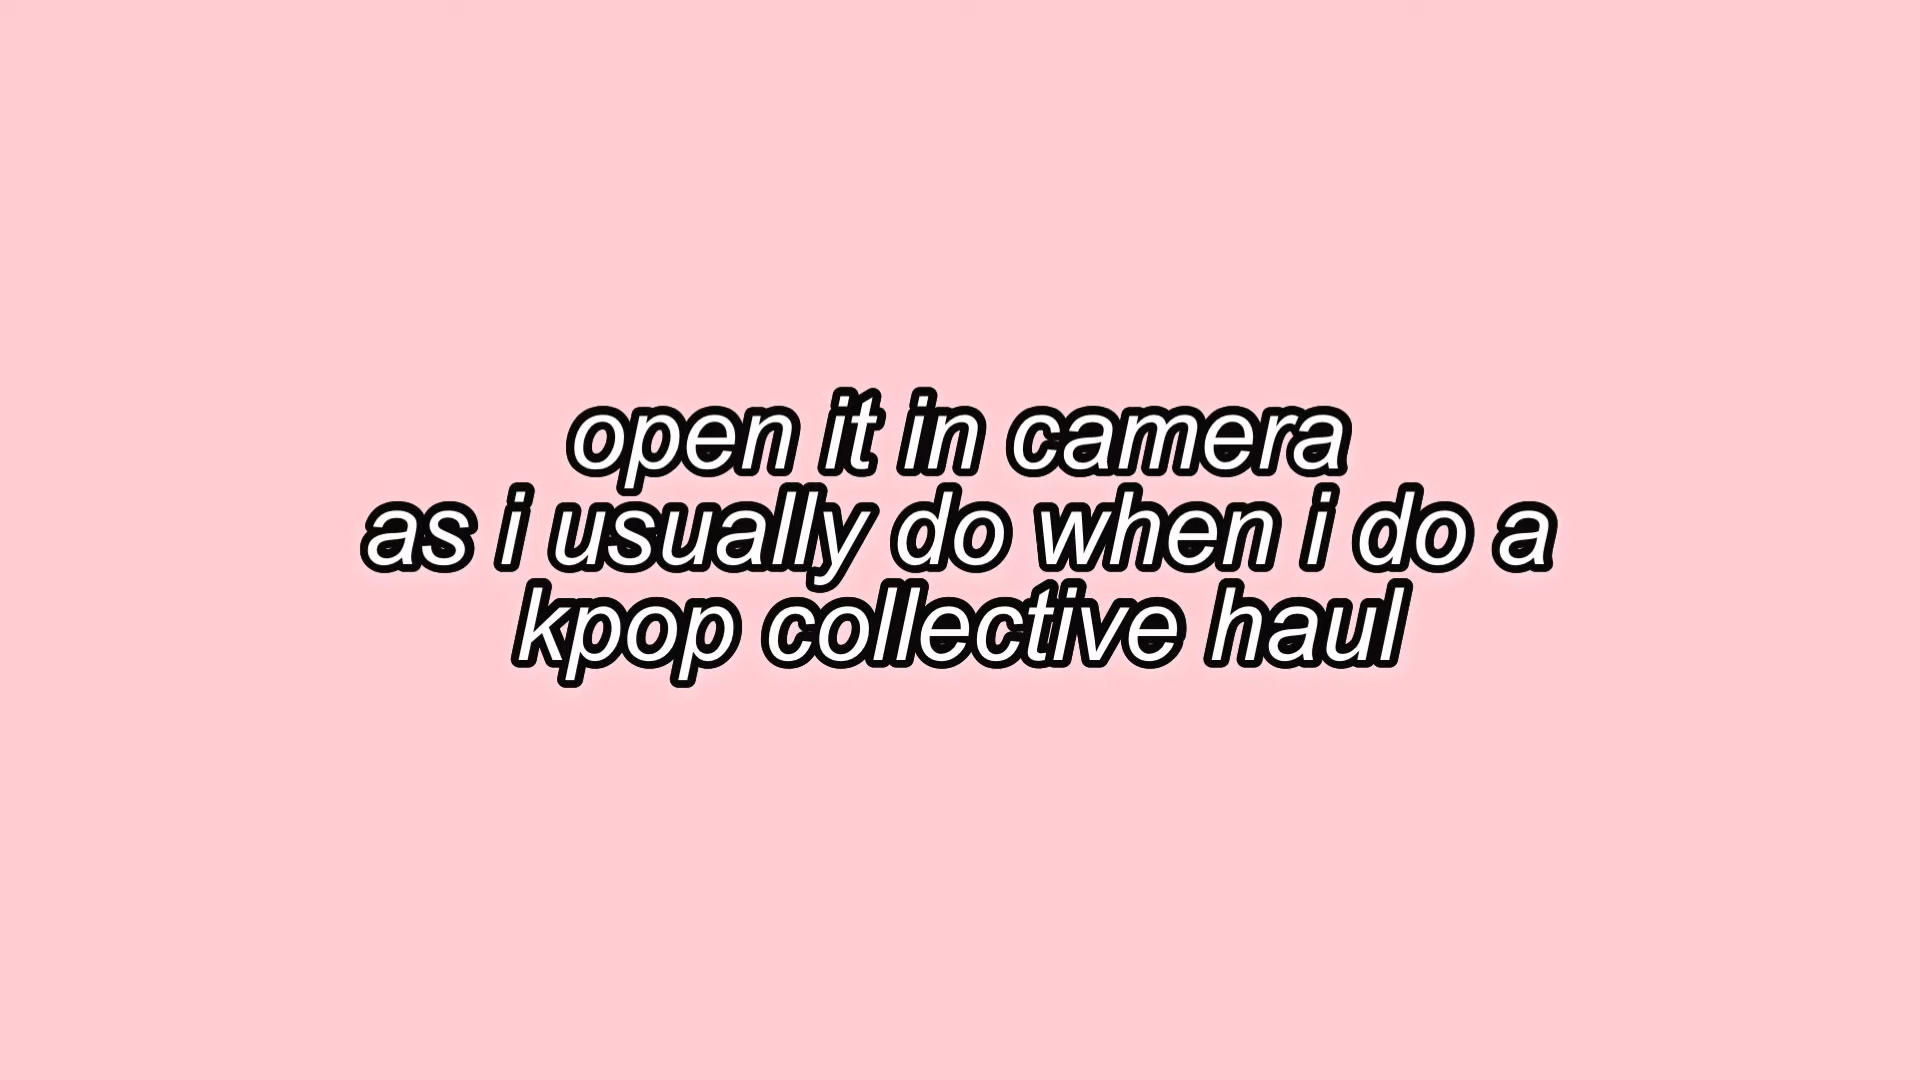 open it in camera
as i usually do when i do a
kpop collective haul